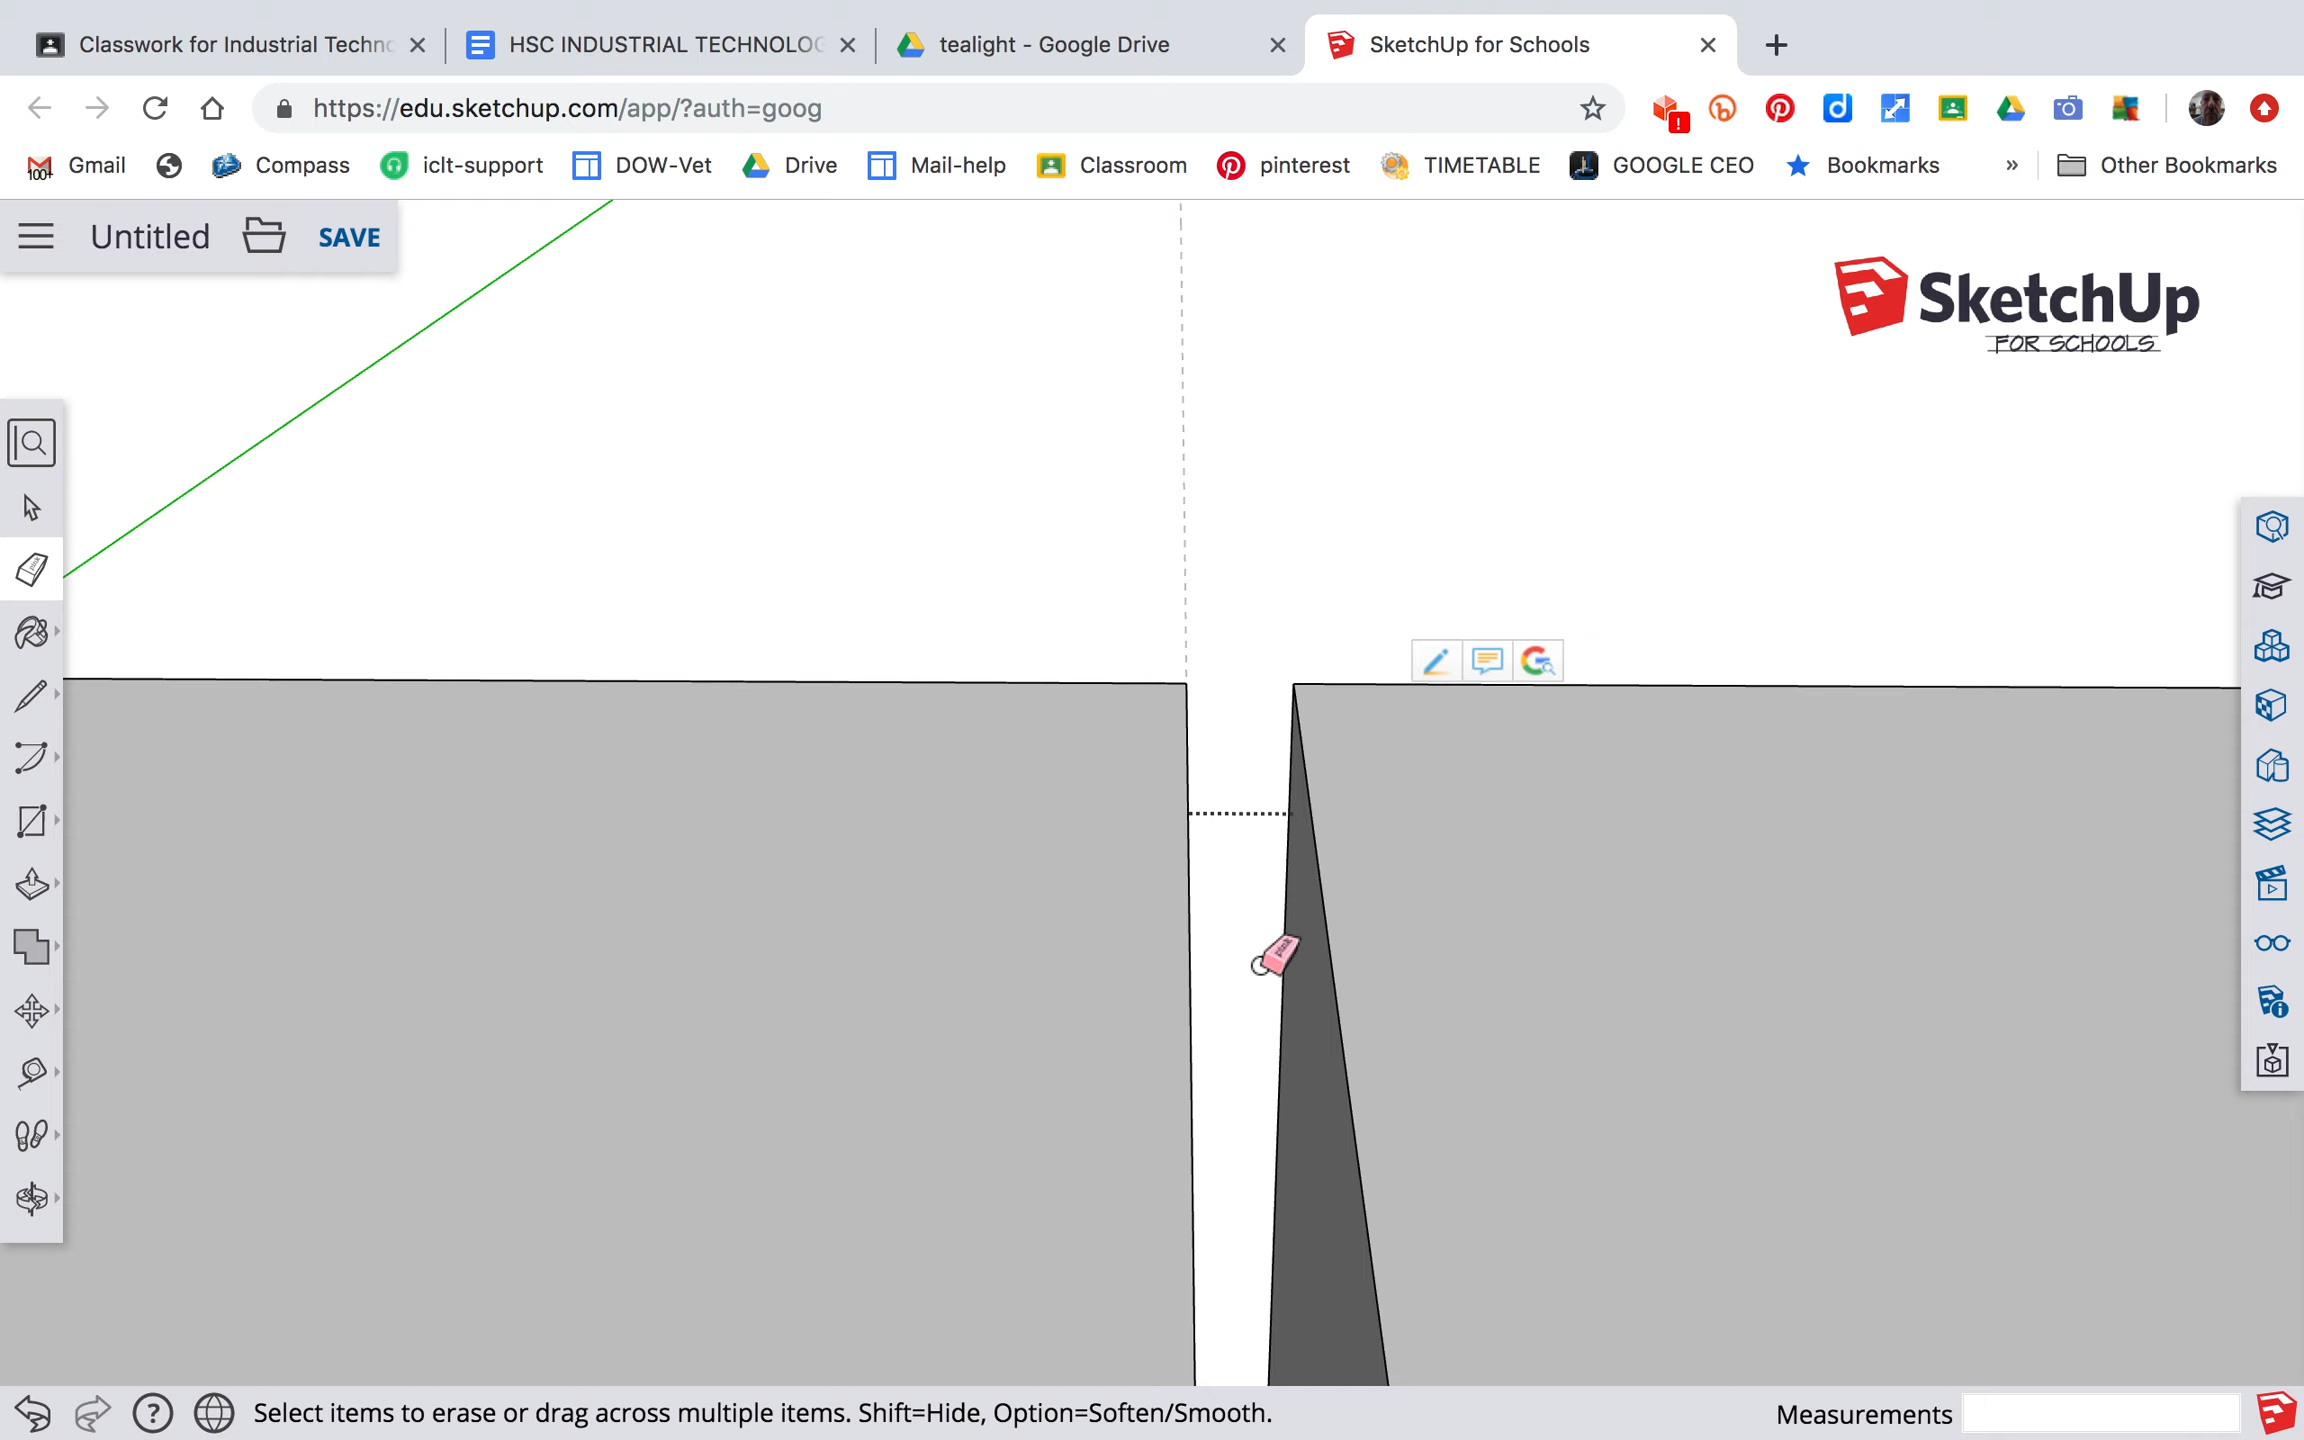 Classwork for Industrial Techno
HSC INDUSTRIAL TECHNOLOG
tealight - Google Drive
SketchUp for Schools
https://edu.sketchup.com/app/?auth=goog
100+
Gmail
Compass
iclt-support
DOW-Vet
Drive
Mail-help
Classroom
pinterest
TIMETABLE
GOOGLE CEO
Bookmarks
»
Other Bookmarks
Untitled
SAVE
SketchUp
FOR SCHOOLS
Select items to erase or drag across multiple items. Shift=Hide, Option=Soften/Smooth.
Measurements